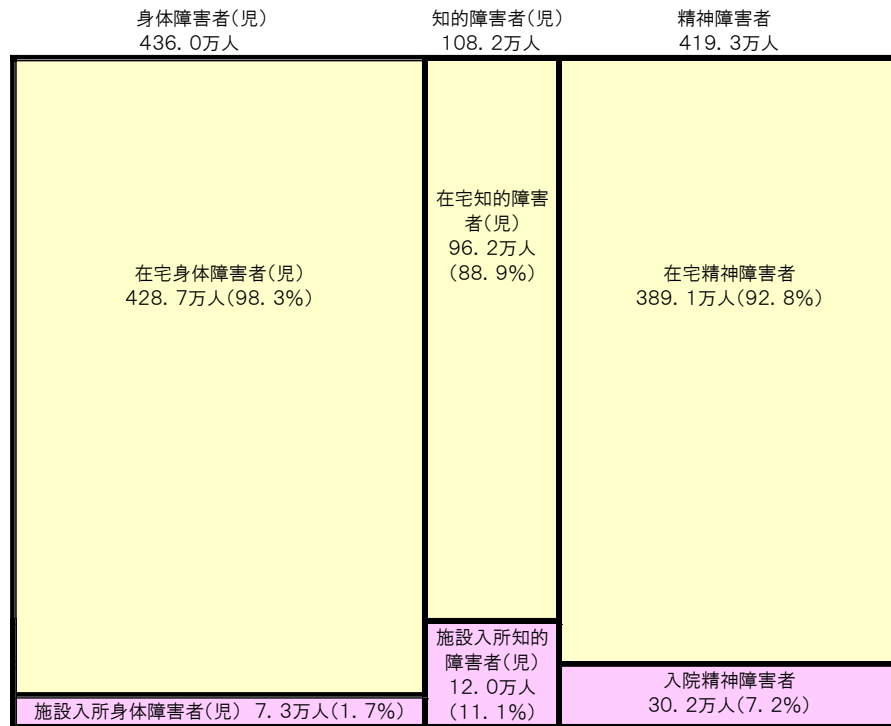 身体障害者(児)
436. 0万人
知的障害者(児)
108. 2万人
精神障害者
419. 3万人
在宅身体障害者(児)
428. 7万人(98. 3%)
在宅知的障害
者(児)
96. 2万人
(88. 9%)
在宅精神障害者
389. 1万人(92. 8%)
施設入所身体障害者(児) 7. 3万人(1. 7%)
施設入所知的
障害者(児)
12. 0万人
(11. 1%)
入院精神障害者
30. 2万人(7. 2%)